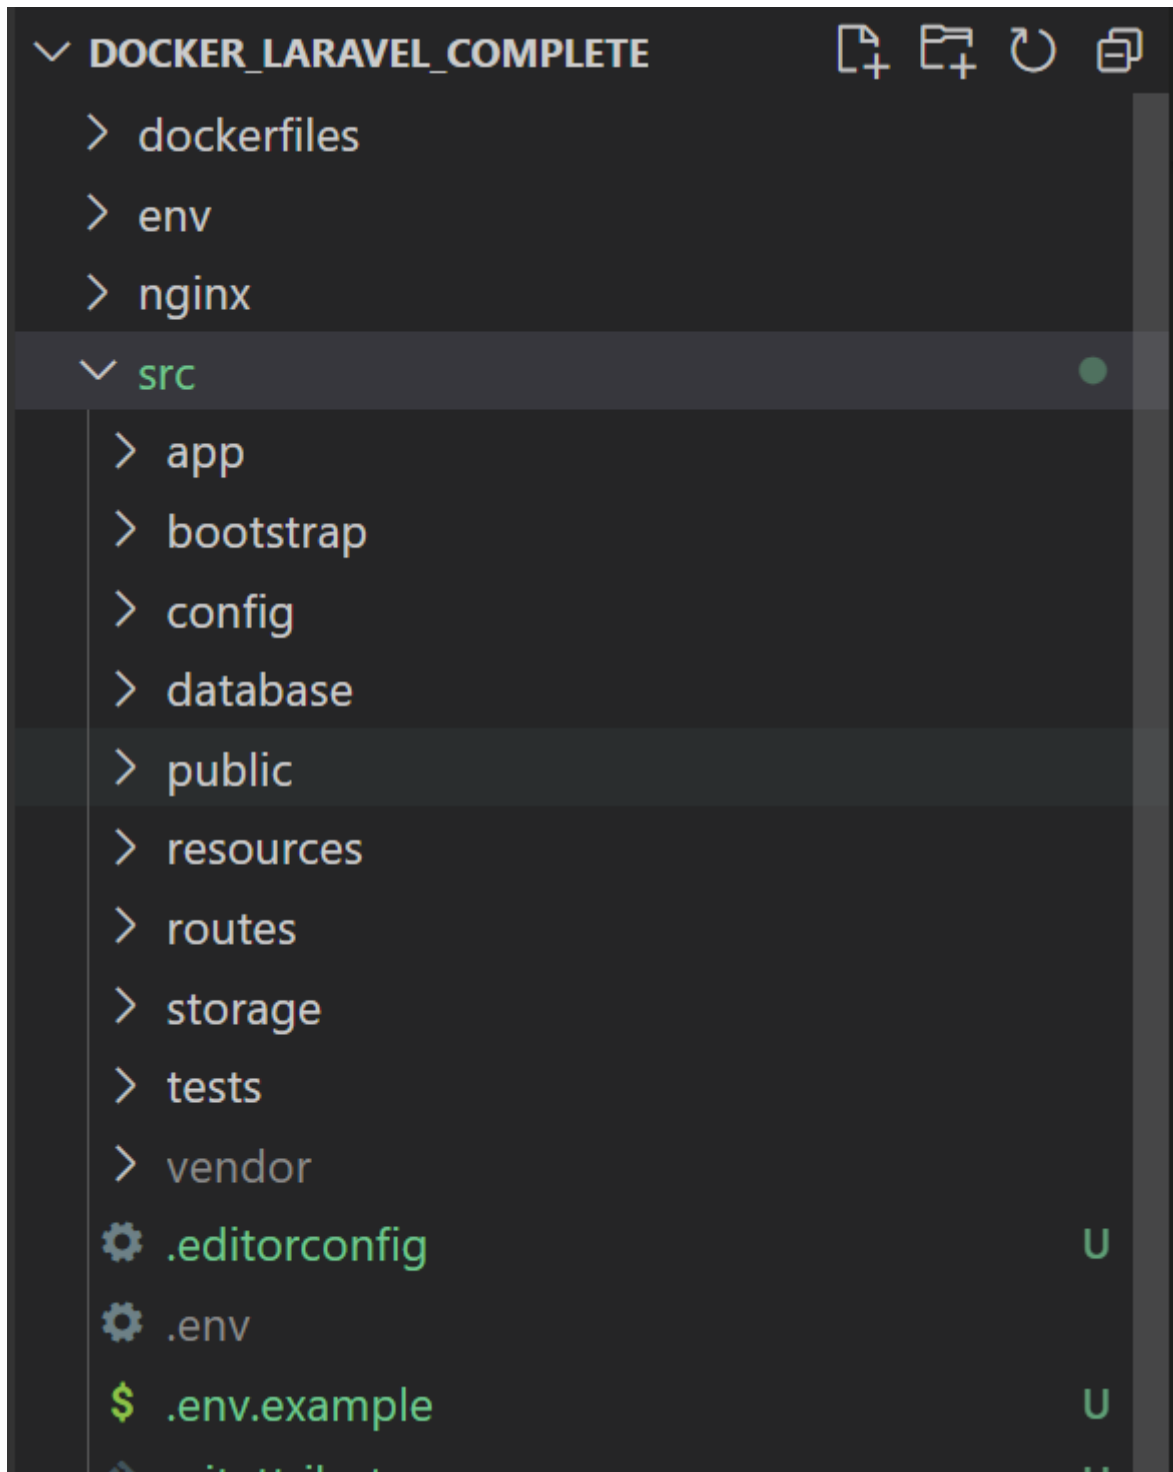 DOCKER_LARAVEL_COMPLETE
dockerfiles
env
nginx
src
app
bootstrap
config
database
public
resources
routes
storage
tests
vendor
.editorconfig U
.env
$ .env.example U